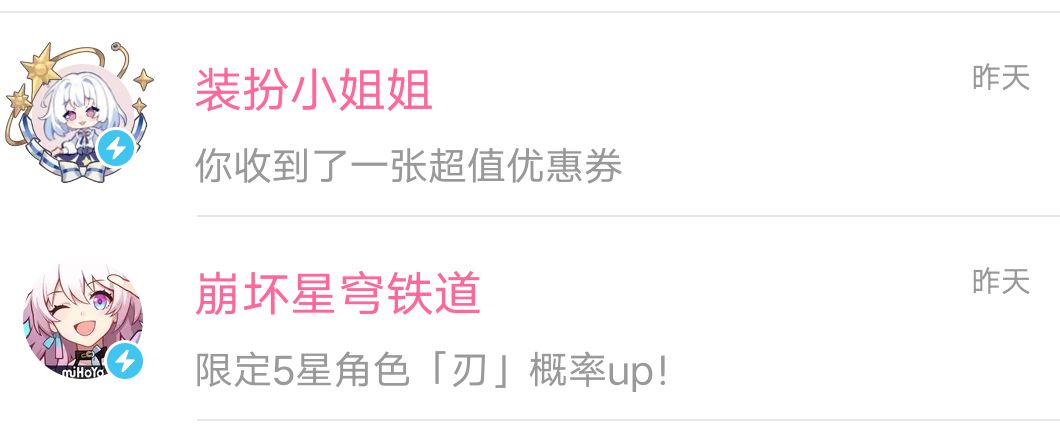 装扮小姐姐
昨天
你收到了一张超值优惠券
崩坏星穹铁道
昨天
miHoYo
限定5星角色「刃」概率up！